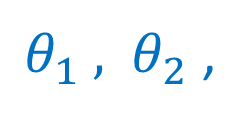 θ₁ , θ₂ ,